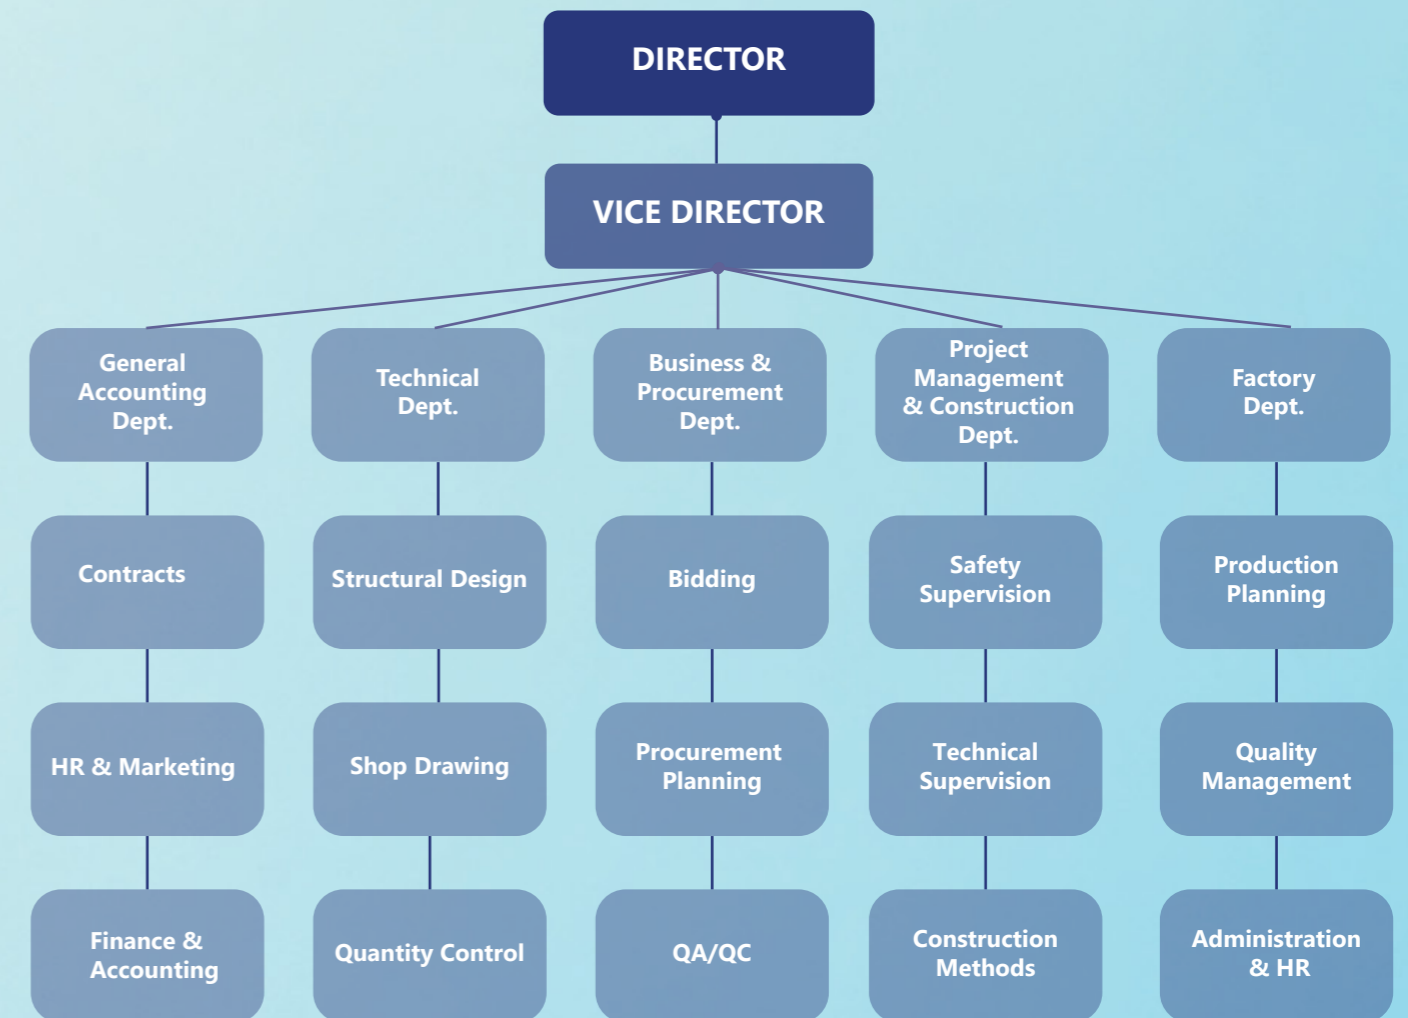 DIRECTOR
VICE DIRECTOR
General
Accounting
Dept.
Technical
Dept.
Business &
Procurement
Dept.
Project
Management
& Construction
Dept.
Factory
Dept.
Contracts
Structural Design
Bidding
Safety
Supervision
Production
Planning
HR & Marketing
Shop Drawing
Procurement
Planning
Technical
Supervision
Quality
Management
Finance &
Accounting
Quantity Control
QA/QC
Construction
Methods
Administration
& HR